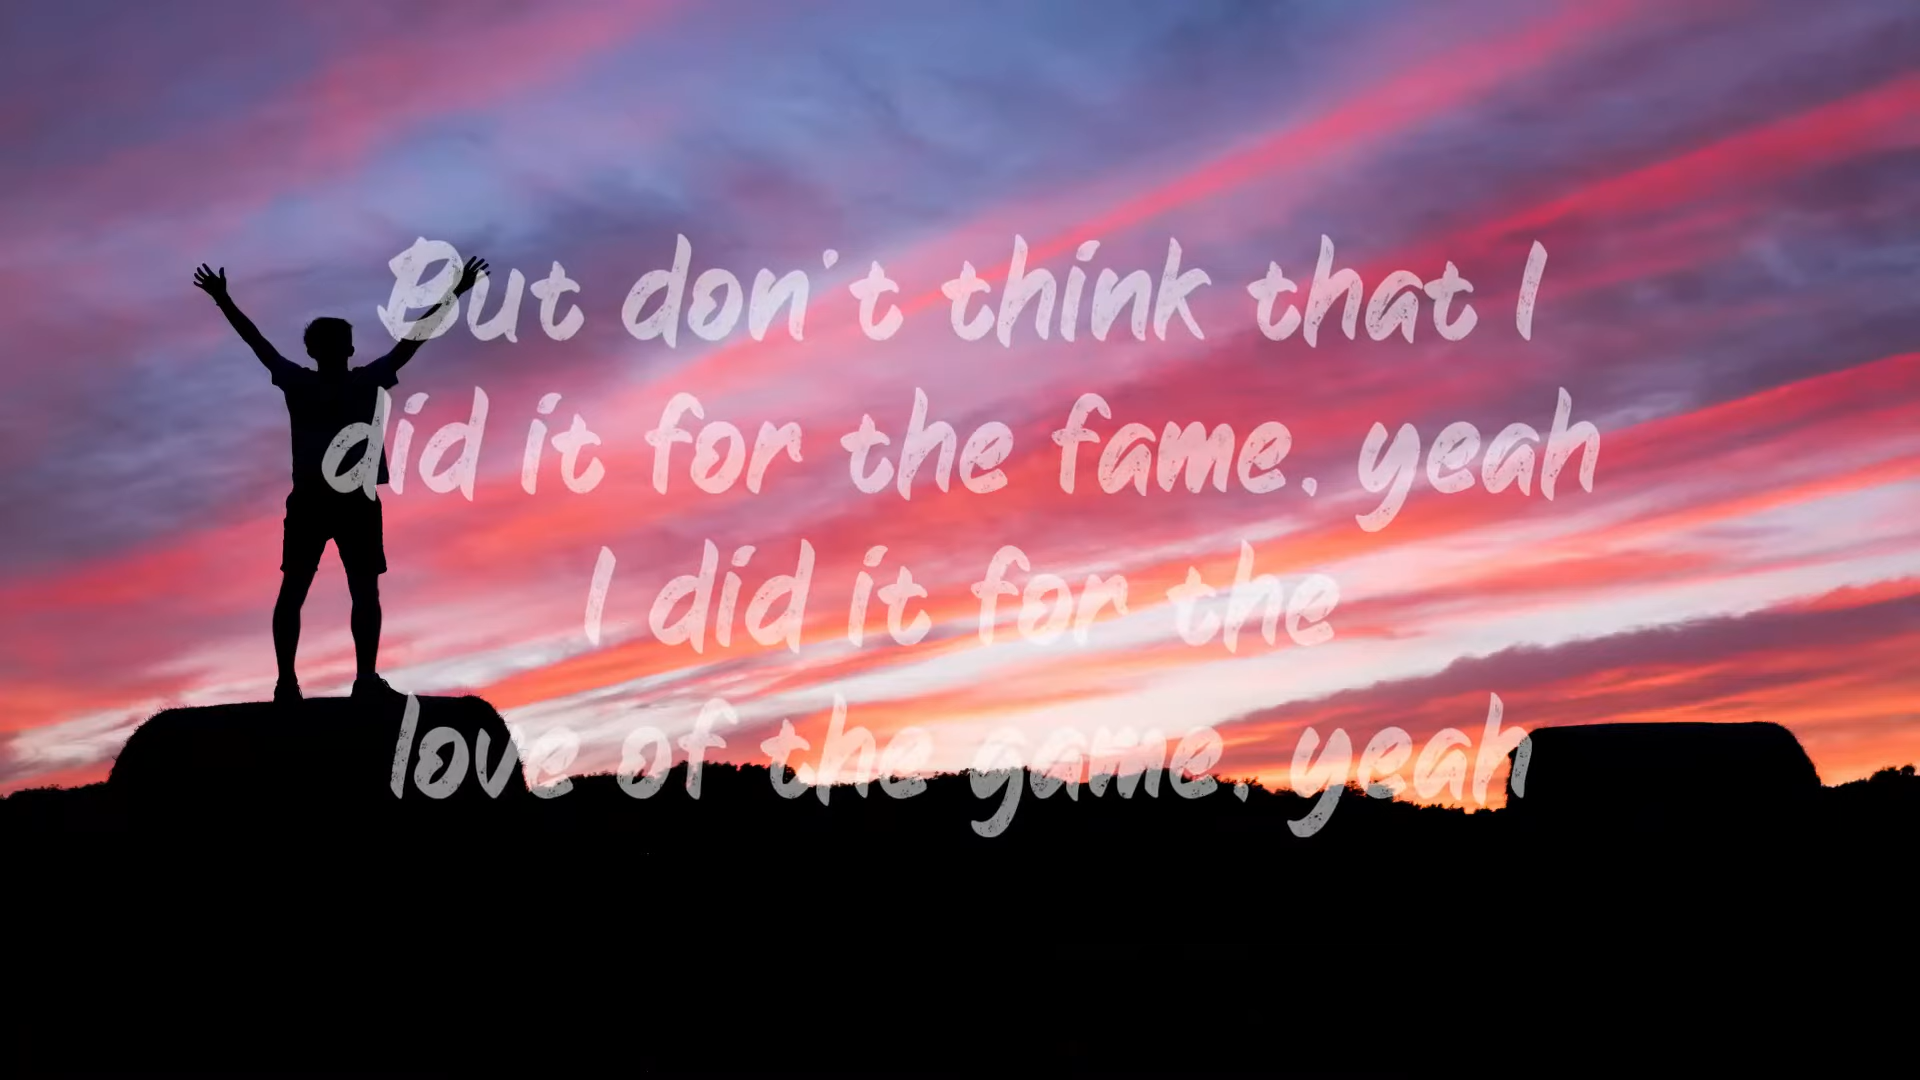 But don't think that I
did it for the fame, yeah
I did it for the
love of the game, yeah